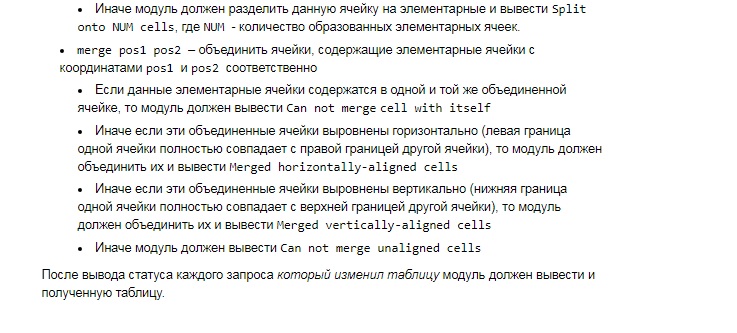 • Иначе модуль должен разделить данную ячейку на элементарные и вывести Split
onto NUM cells, где NUM - количество образованных элементарных ячеек.
• merge pos1 pos2 – объединить ячейки, содержащие элементарные ячейки с
координатами pos1 и pos2 соответственно
• Если данные элементарные ячейки содержатся в одной и той же объединенной
ячейке, то модуль должен вывести Can not merge cell with itself
• Иначе если эти объединенные ячейки выровнены горизонтально (левая граница
одной ячейки полностью совпадает с правой границей другой ячейки), то модуль должен
объединить их и вывести Merged horizontally-aligned cells
• Иначе если эти объединенные ячейки выровнены вертикально (нижняя граница
одной ячейки полностью совпадает с верхней границей другой ячейки), то модуль
должен объединить их и вывести Merged vertically-aligned cells
• Иначе модуль должен вывести Can not merge unaligned cells
После вывода статуса каждого запроса который изменил таблицу модуль должен вывести и
полученную таблицу.